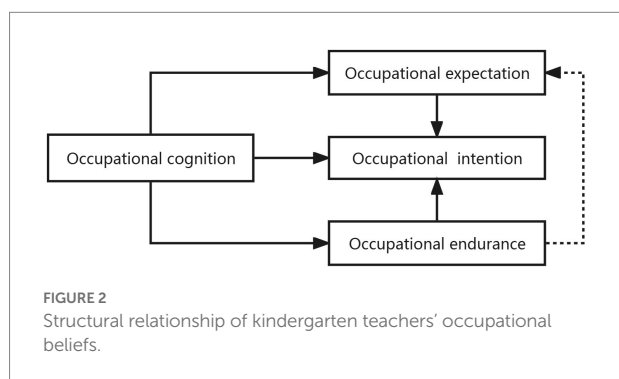 Occupational expectation
Occupational cognition
Occupational intention
Occupational endurance
FIGURE 2
Structural relationship of kindergarten teachers' occupational
beliefs.